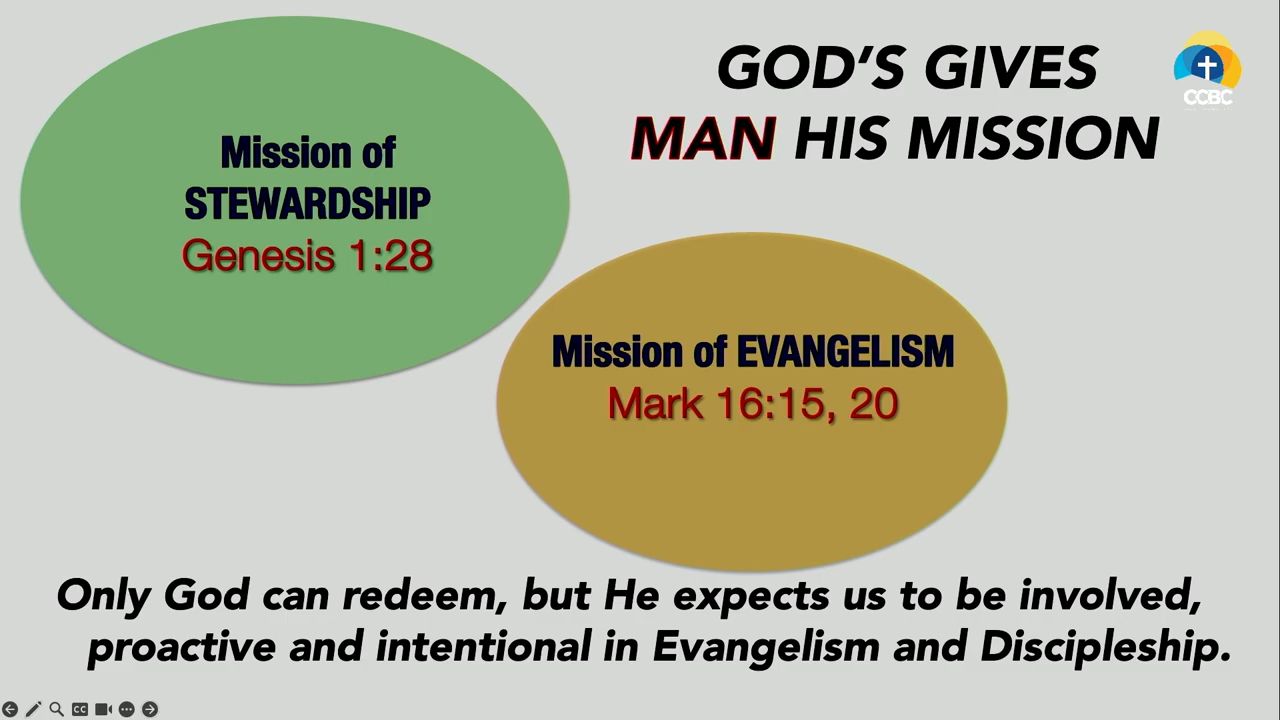 GOD'S GIVES
MAN HIS MISSION
CCBC
Mission of
STEWARDSHIP
Genesis 1:28
Mission of EVANGELISM
Mark 16:15, 20
Only God can redeem, but He expects us to be involved,
proactive and intentional in Evangelism and Discipleship.
CC